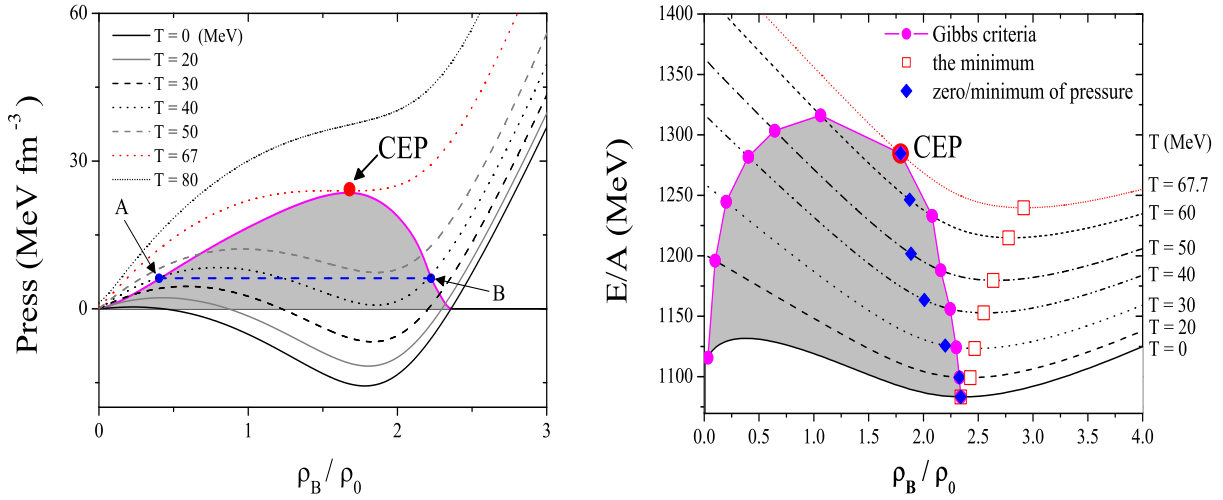 60
30
0
Press (MeV fm⁻³)
T = 0 (MeV)
T = 20
T = 30
T = 40
T = 50
T = 67
T = 80
CEP
A
B
0
1
2
3
ρB / ρ0
1400
1350
1300
1250
1200
1150
1100
E/A (MeV)
Gibbs criteria
the minimum
zero/minimum of pressure
CEP
T (MeV)
T = 67.7
T = 60
T = 50
T = 40
T = 30
T = 20
T = 0
0.0
0.5
1.0
1.5
2.0
2.5
3.0
3.5
4.0
ρB / ρ0